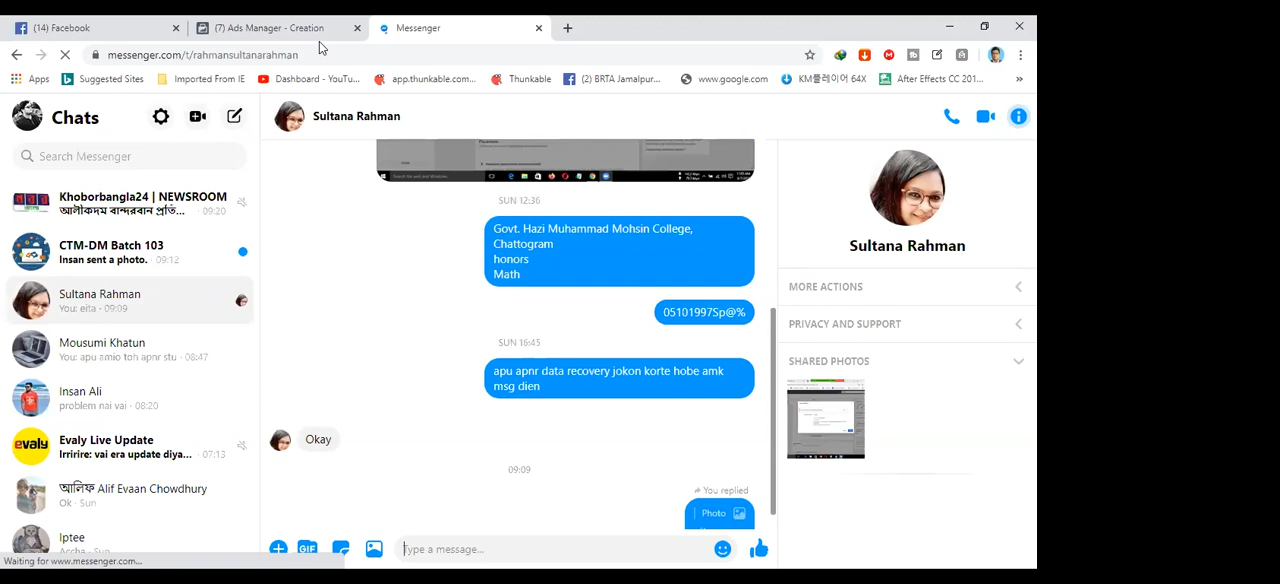 (14) Facebook
(7) Ads Manager - Creation
Messenger
messenger.com/t/rahmansultanarahman
Apps
Suggested Sites
Imported From IE
Dashboard - YouTu...
app.thunkable.com...
Thunkable
(2) BRTA Jamalpur...
www.google.com
KM플레이어 64X
After Effects CC 201...
Chats
Search Messenger
Khoborbangla24 | NEWSROOM
আলীকদম বান্দরবান প্রতি... · 09:20
CTM-DM Batch 103
Insan sent a photo. · 09:12
Sultana Rahman
You: eita · 09:09
Mousumi Khatun
You: apu amio toh apnr stu · 08:47
Insan Ali
problem nai vai · 08:20
evaly
Evaly Live Update
Irririre: vai era update diya... · 07:13
আলিফ Alif Evaan Chowdhury
Ok · Sun
Iptee
Accha · Sun
Waiting for www.messenger.com...
Sultana Rahman
SUN 12:36
Govt. Hazi Muhammad Mohsin College,
Chattogram
honors
Math
05101997Sp@%
SUN 16:45
apu apnr data recovery jokon korte hobe amk
msg dien
Okay
09:09
You replied
Photo
GIF
Type a message...
Sultana Rahman
MORE ACTIONS
PRIVACY AND SUPPORT
SHARED PHOTOS